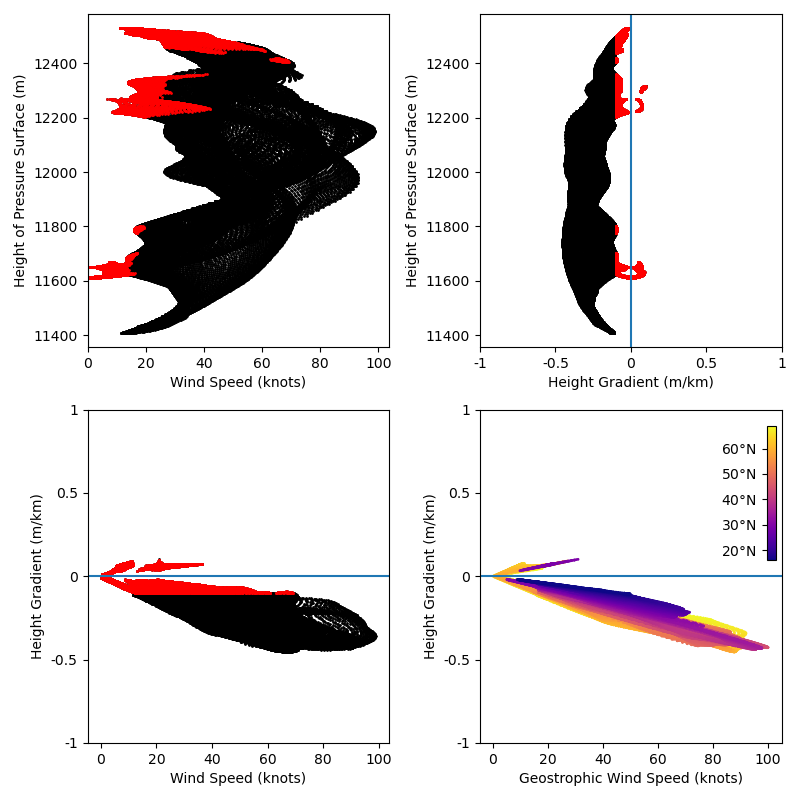 Height of Pressure Surface (m)
12400
12200
12000
11800
11600
11400
0 20 40 60 80 100
Wind Speed (knots)
Height of Pressure Surface (m)
12400
12200
12000
11800
11600
11400
-1 -0.5 0 0.5 1
Height Gradient (m/km)
Height Gradient (m/km)
1
0.5
0
-0.5
-1
0 20 40 60 80 100
Wind Speed (knots)
Height Gradient (m/km)
1
0.5
0
-0.5
-1
60°N
50°N
40°N
30°N
20°N
0 20 40 60 80 100
Geostrophic Wind Speed (knots)